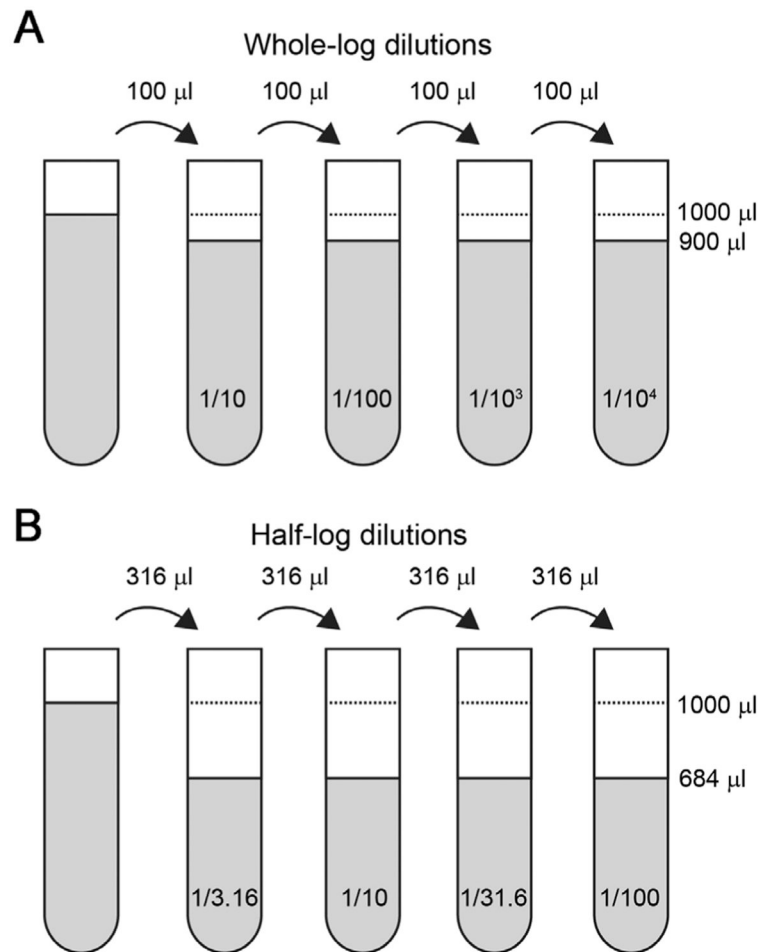 A
Whole-log dilutions
100 µl 100 µl 100 µl 100 µl
1000 µl
900 µl
1/10 1/100 1/10³ 1/10⁴
B
Half-log dilutions
316 µl 316 µl 316 µl 316 µl
1000 µl
684 µl
1/3.16 1/10 1/31.6 1/100